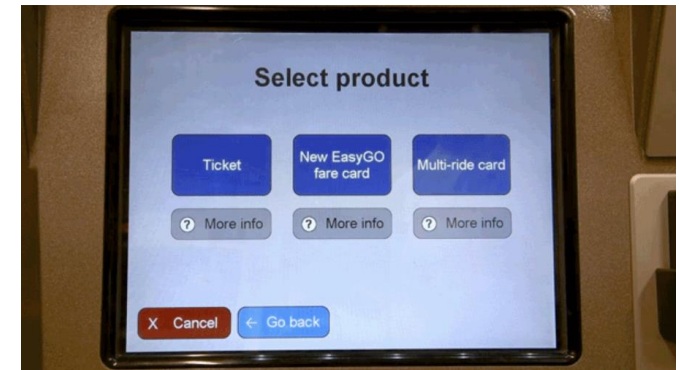 Select product
Ticket
New EasyGO
fare card
Multi-ride card
? More info
? More info
? More info
X Cancel
← Go back